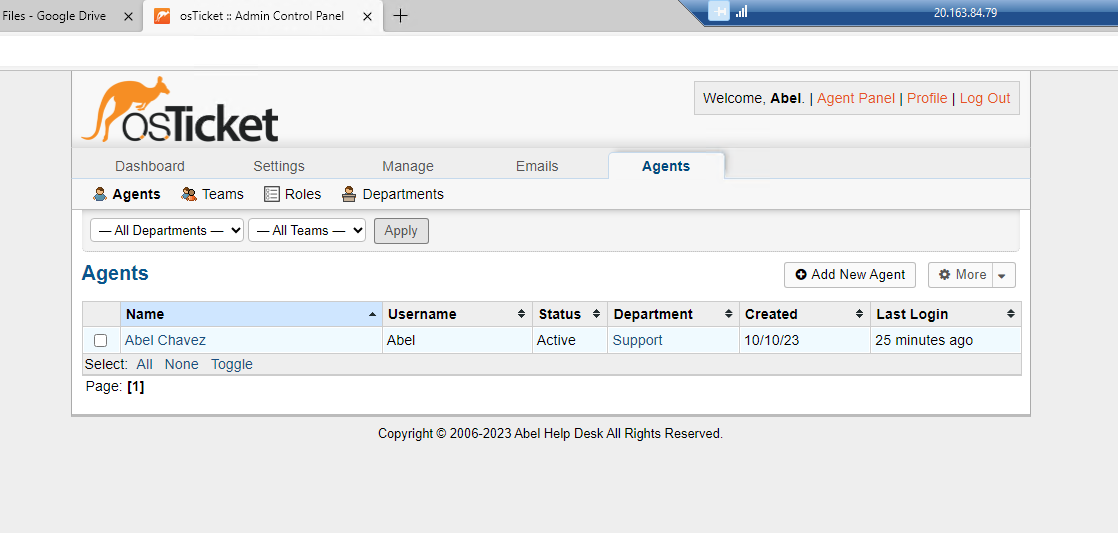 Files - Google Drive
osTicket :: Admin Control Panel
20.163.84.79
osTicket
Welcome, Abel. | Agent Panel | Profile | Log Out
Dashboard Settings Manage Emails Agents
Agents Teams Roles Departments
— All Departments — — All Teams — Apply
Agents
Add New Agent More
Name Username Status Department Created Last Login
Abel Chavez Abel Active Support 10/10/23 25 minutes ago
Select: All None Toggle
Page: [1]
Copyright © 2006-2023 Abel Help Desk All Rights Reserved.